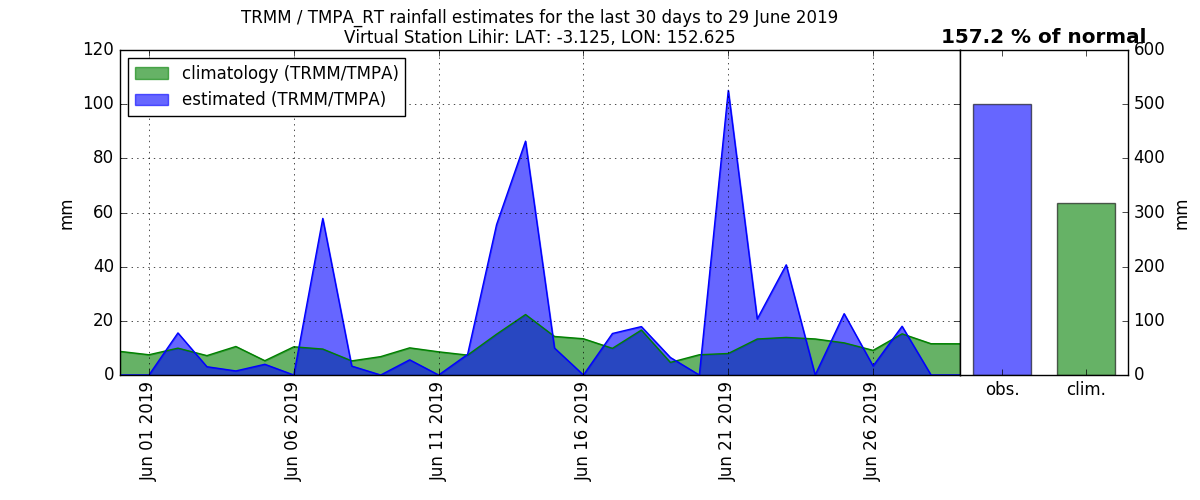 TRMM / TMPA_RT rainfall estimates for the last 30 days to 29 June 2019
Virtual Station Lihir: LAT: -3.125, LON: 152.625
157.2 % of normal
climatology (TRMM/TMPA)
estimated (TRMM/TMPA)
120
100
80
60
40
20
0
mm
Jun 01 2019
Jun 06 2019
Jun 11 2019
Jun 16 2019
Jun 21 2019
Jun 26 2019
600
500
400
300
200
100
0
mm
obs.
clim.